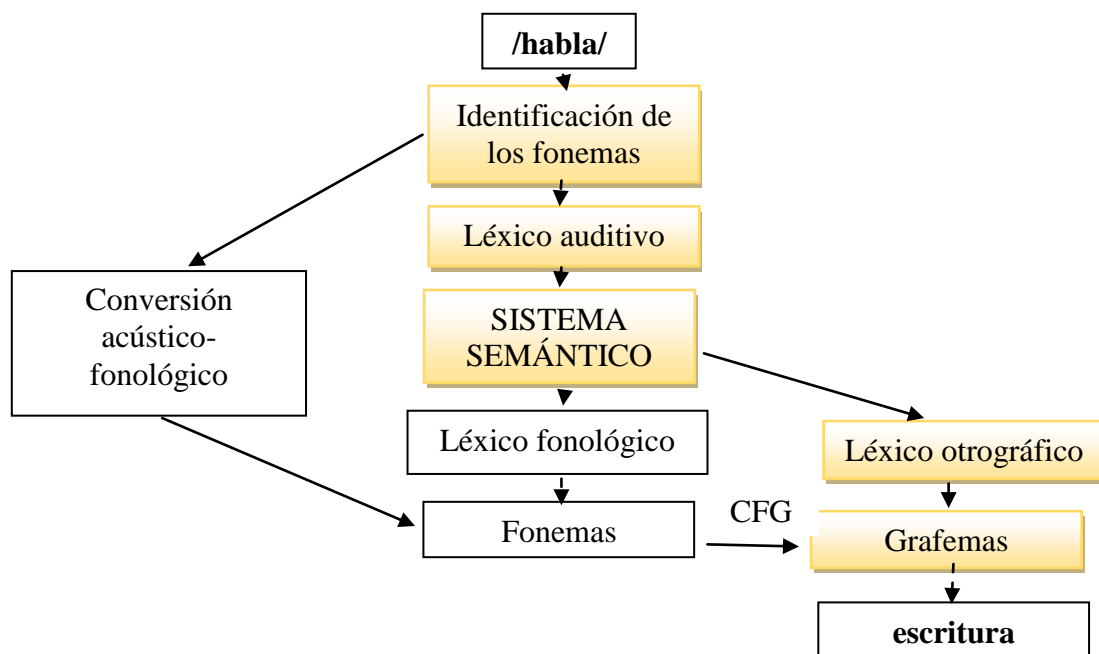 /habla/
Identificación de
los fonemas
Léxico auditivo
Conversión
acústico-
fonológico
SISTEMA
SEMÁNTICO
Léxico fonológico
Léxico otrográfico
CFG
Fonemas
Grafemas
escritura